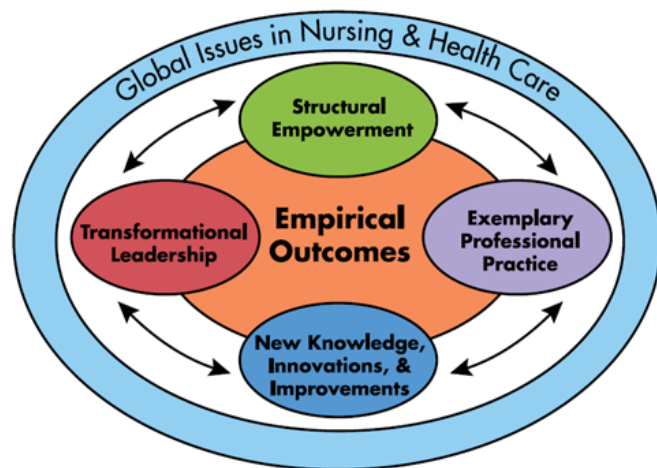 Global Issues in Nursing & Health Care
Structural
Empowerment
Transformational
Leadership
Empirical
Outcomes
Exemplary
Professional
Practice
New Knowledge,
Innovations, &
Improvements